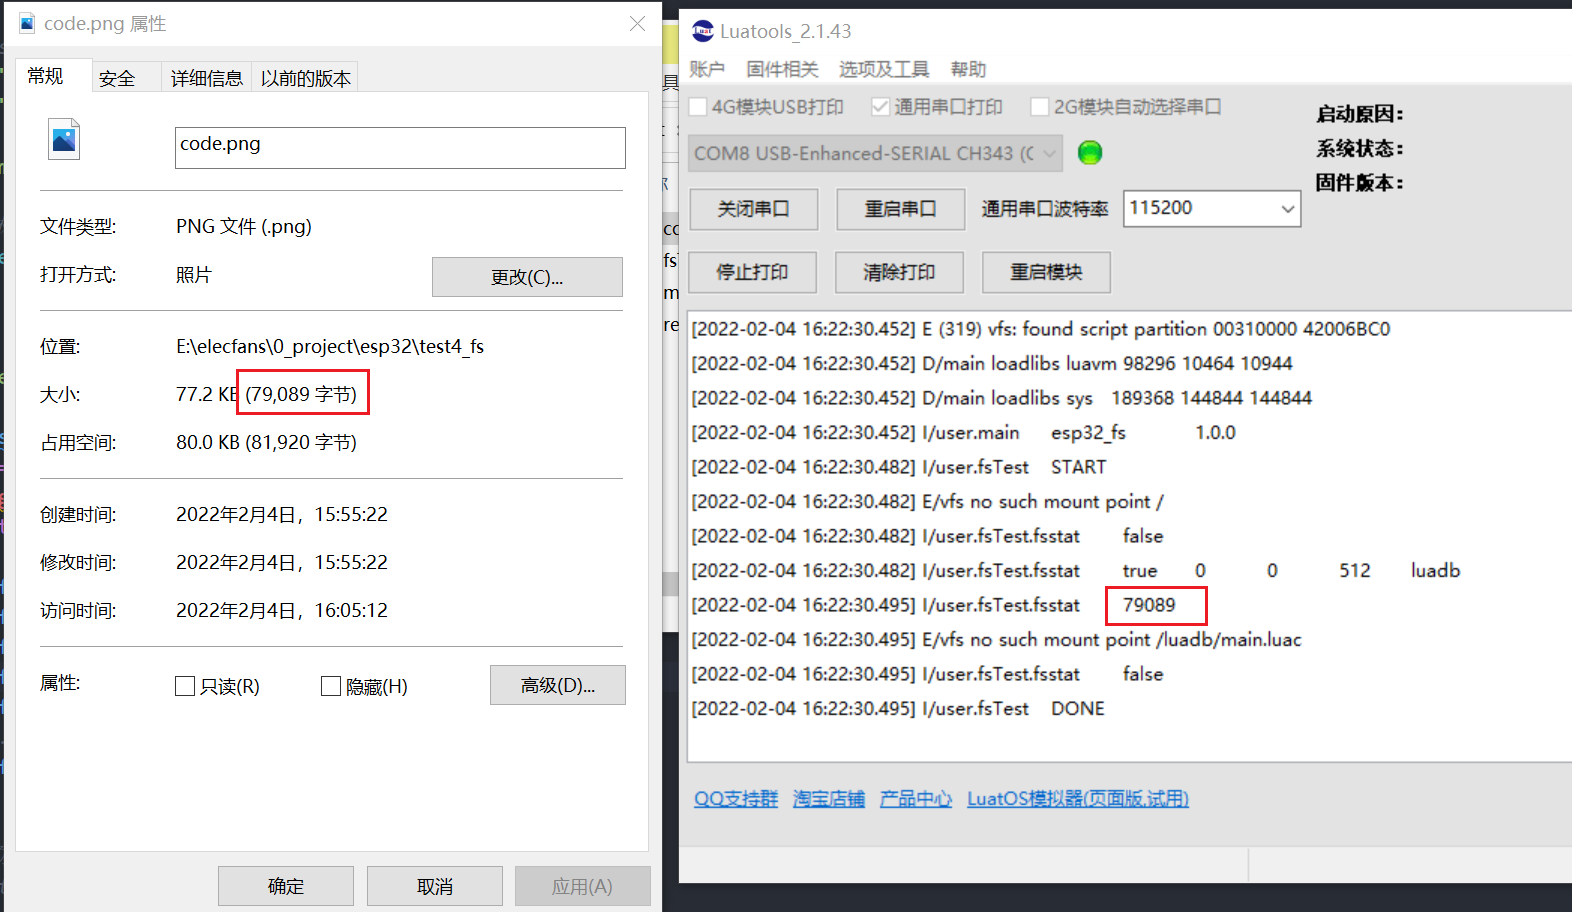 code.png 属性
常规
安全
详细信息
以前的版本
code.png
文件类型:
PNG 文件 (.png)
打开方式:
照片
更改(C)...
位置:
E:\elecfans\0_project\esp32\test4_fs
大小:
77.2 KB (79,089 字节)
占用空间:
80.0 KB (81,920 字节)
创建时间:
2022年2月4日，15:55:22
修改时间:
2022年2月4日，15:55:22
访问时间:
2022年2月4日，16:05:12
属性:
只读(R)
隐藏(H)
高级(D)...
确定
取消
应用(A)
Luatools_2.1.43
账户 固件相关 选项及工具 帮助
4G模块USB打印 通用串口打印 2G模块自动选择串口
启动原因:
COM8 USB-Enhanced-SERIAL CH343 (C
系统状态:
固件版本:
关闭串口 重启串口 通用串口波特率 115200
停止打印 清除打印 重启模块
[2022-02-04 16:22:30.452] E (319) vfs: found script partition 00310000 42006BC0
[2022-02-04 16:22:30.452] D/main loadlibs luavm 98296 10464 10944
[2022-02-04 16:22:30.452] D/main loadlibs sys 189368 144844 144844
[2022-02-04 16:22:30.452] I/user.main esp32_fs 1.0.0
[2022-02-04 16:22:30.482] I/user.fsTest START
[2022-02-04 16:22:30.482] E/vfs no such mount point /
[2022-02-04 16:22:30.482] I/user.fsTest.fsstat false
[2022-02-04 16:22:30.482] I/user.fsTest.fsstat true 0 0 512 luadb
[2022-02-04 16:22:30.495] I/user.fsTest.fsstat 79089
[2022-02-04 16:22:30.495] E/vfs no such mount point /luadb/main.luac
[2022-02-04 16:22:30.495] I/user.fsTest.fsstat false
[2022-02-04 16:22:30.495] I/user.fsTest DONE
QQ支持群 淘宝店铺 产品中心 LuatOS模拟器(页面版,试用)